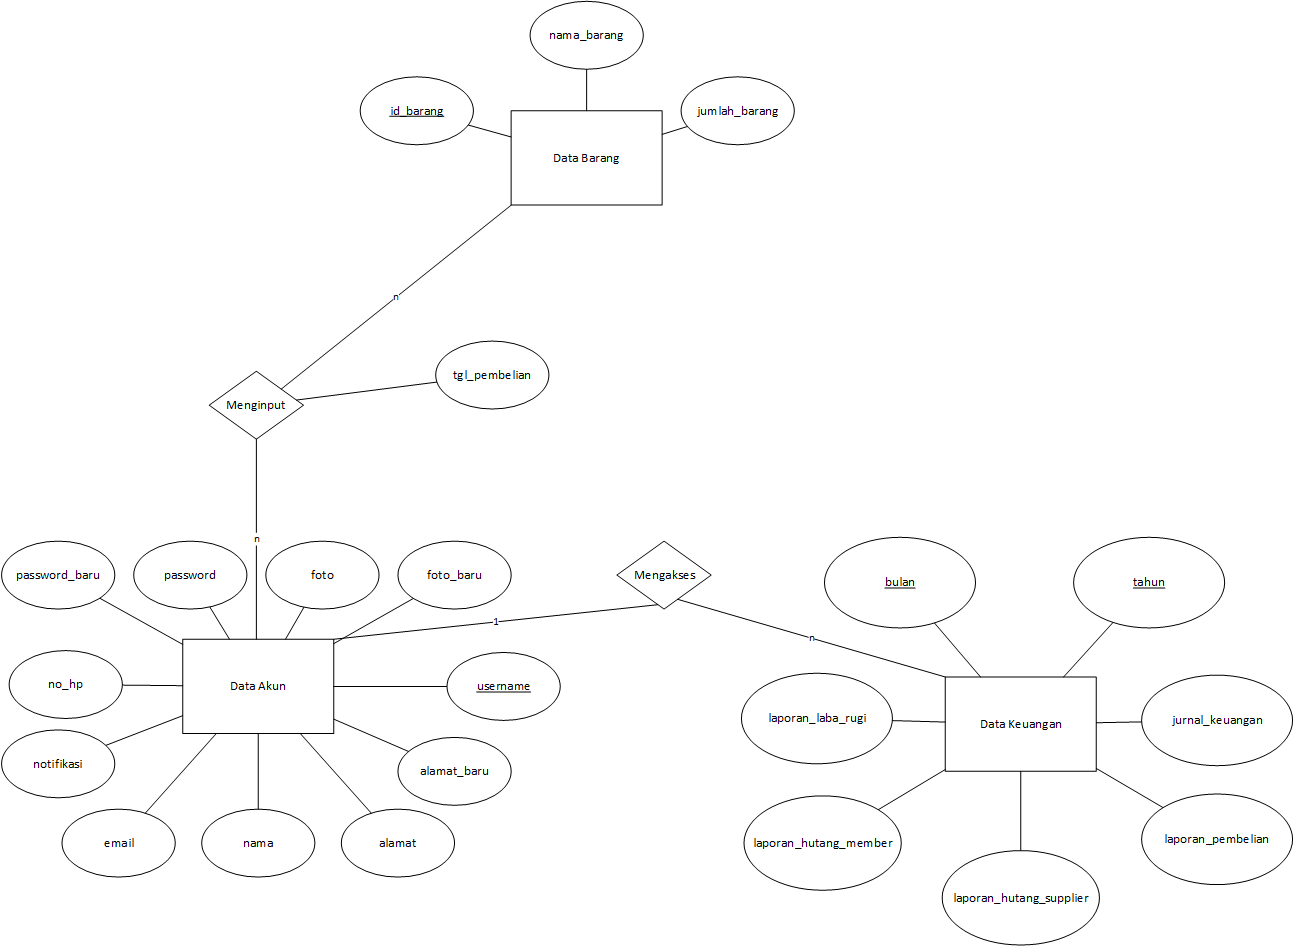 nama_barang
id_barang
jumlah_barang
Data Barang
n
tgl_pembelian
Menginput
n
password_baru
password
foto
foto_baru
Mengakses
bulan
tahun
1
n
no_hp
Data Akun
username
laporan_laba_rugi
Data Keuangan
jurnal_keuangan
notifikasi
alamat_baru
email
nama
alamat
laporan_hutang_member
laporan_pembelian
laporan_hutang_supplier